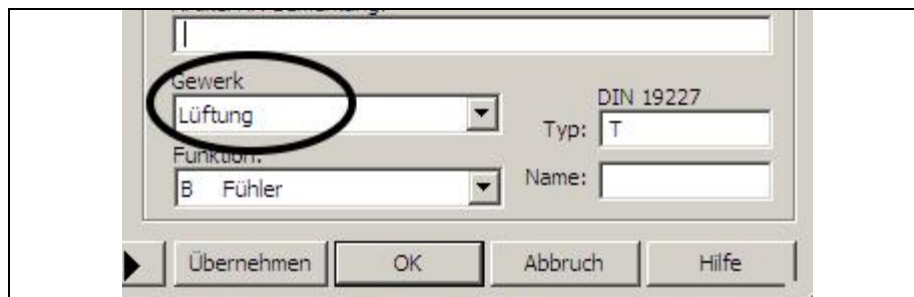 Gewerk
Lüftung
DIN 19227
Typ: T
Funktion:
B Fühler
Name:
Übernehmen OK Abbruch Hilfe